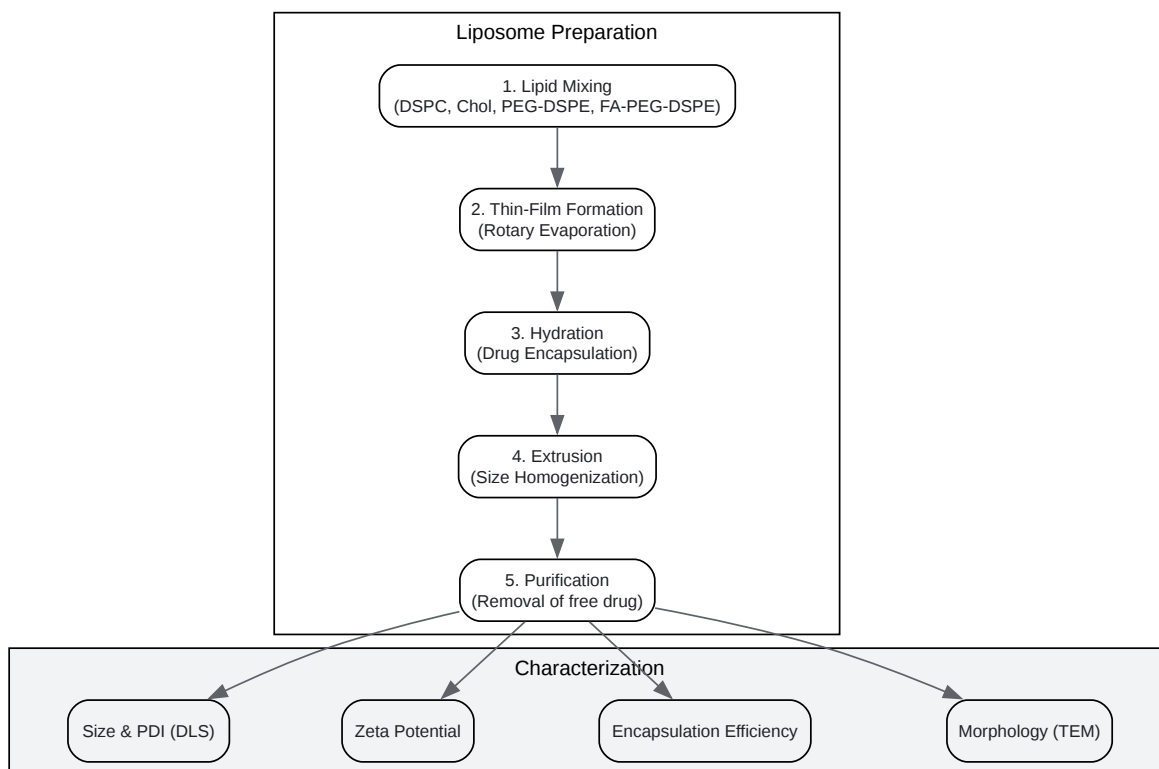 Liposome Preparation
1. Lipid Mixing
(DSPC, Chol, PEG-DSPE, FA-PEG-DSPE)
2. Thin-Film Formation
(Rotary Evaporation)
3. Hydration
(Drug Encapsulation)
4. Extrusion
(Size Homogenization)
5. Purification
(Removal of free drug)
Characterization
Size & PDI (DLS)
Zeta Potential
Encapsulation Efficiency
Morphology (TEM)